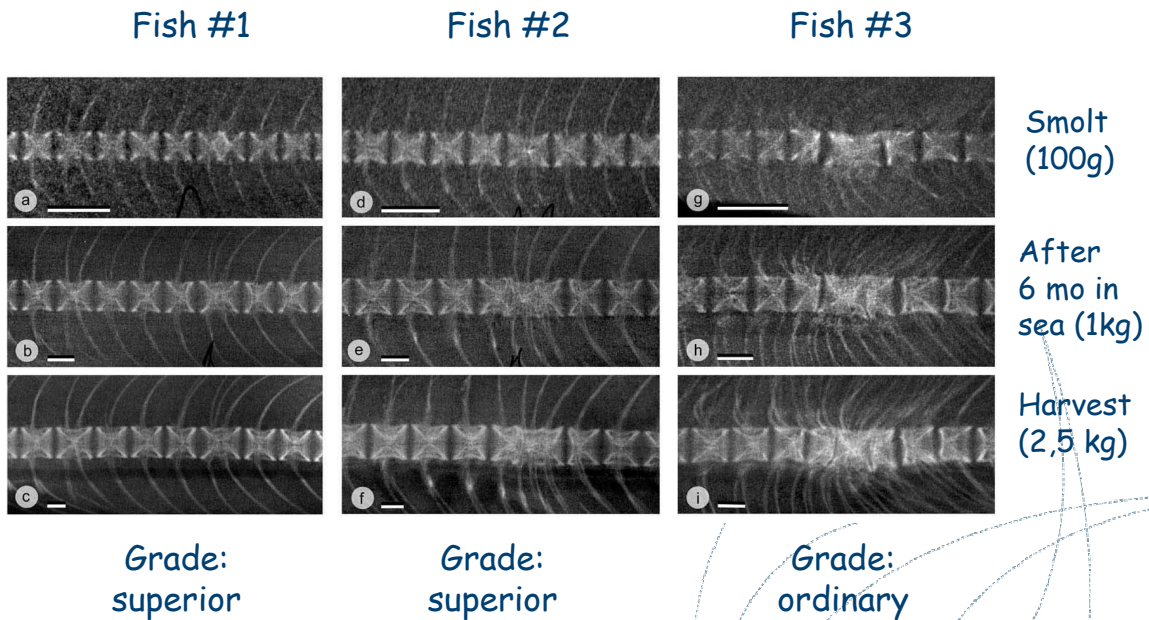 Fish #1
Fish #2
Fish #3
a
d
g
Smolt
(100g)
b
e
h
After
6 mo in
sea (1kg)
c
f
i
Harvest
(2,5 kg)
Grade:
superior
Grade:
superior
Grade:
ordinary